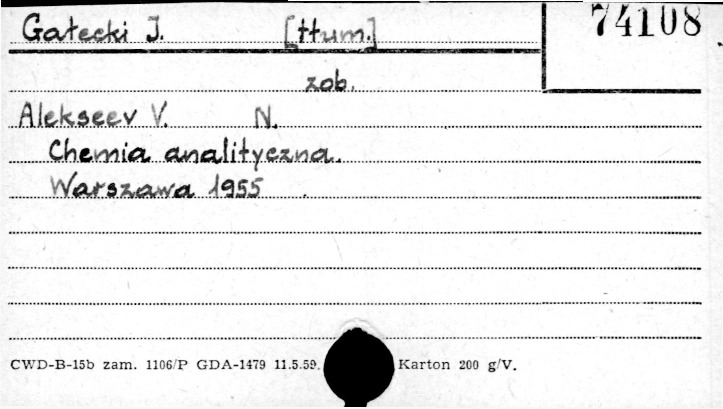 Gałecki J. [tłum.] 74108
zob.
Alekseev V. N.
Chemia analityczna.
Warszawa 1955
CWD-B-15b zam. 1106/P GDA-1479 11.5.59. Karton 200 g/V.